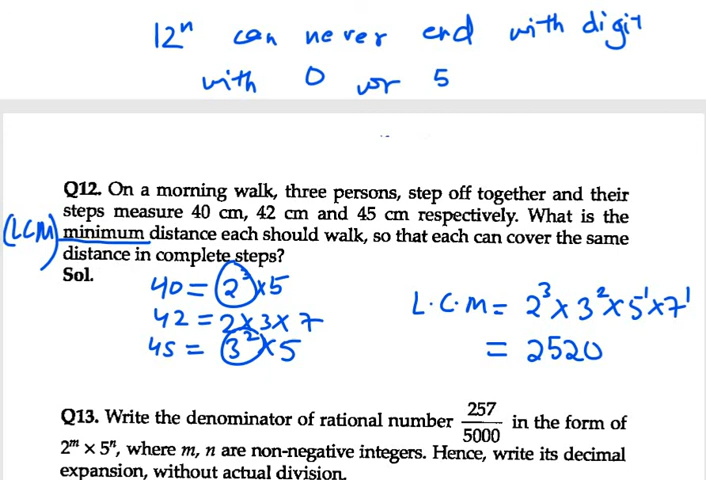 12ⁿ can never end with digit
with 0 or 5
Q12. On a morning walk, three persons, step off together and their
steps measure 40 cm, 42 cm and 45 cm respectively. What is the
(LCM) minimum distance each should walk, so that each can cover the same
distance in complete steps?
Sol.
40 = 2³×5
42 = 2×3×7
45 = 3²×5
L.C.M = 2³×3²×5¹×7¹
= 2520
Q13. Write the denominator of rational number 257/5000 in the form of
2ᵐ × 5ⁿ, where m, n are non-negative integers. Hence, write its decimal
expansion, without actual division.